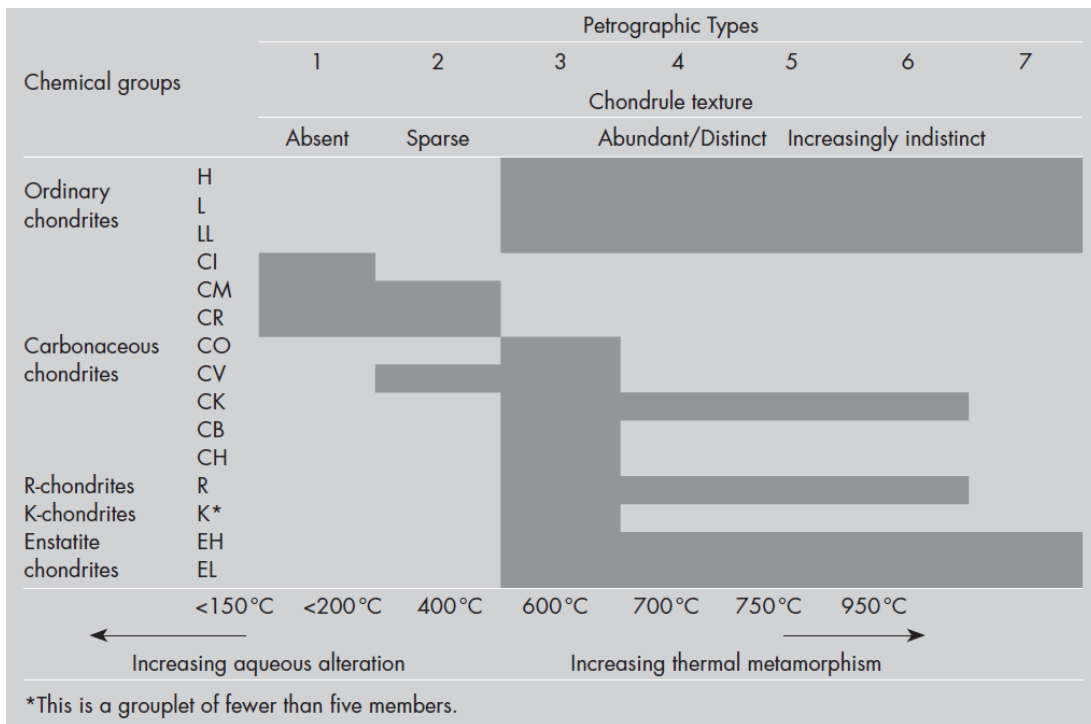 Petrographic Types
1 2 3 4 5 6 7
Chemical groups
Chondrule texture
Absent Sparse Abundant/Distinct Increasingly indistinct
Ordinary chondrites
H
L
LL
Carbonaceous chondrites
CI
CM
CR
CO
CV
CK
CB
CH
R-chondrites R
K-chondrites K*
Enstatite chondrites
EH
EL
<150 °C <200 °C 400 °C 600 °C 700 °C 750 °C 950 °C
Increasing aqueous alteration Increasing thermal metamorphism
*This is a grouplet of fewer than five members.